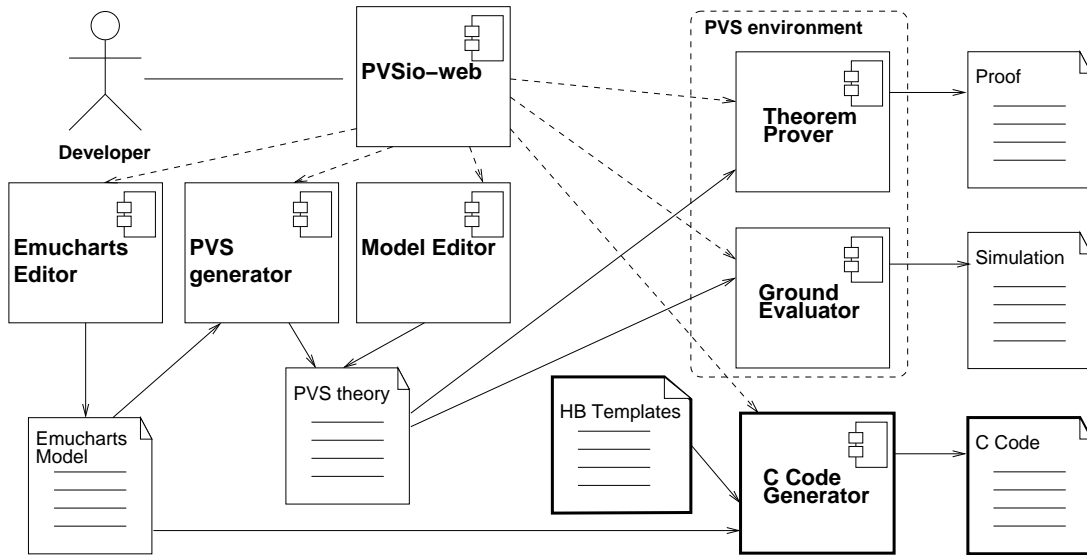 PVS environment
PVSio–web
Theorem
Prover
Proof
Developer
Emucharts
Editor
PVS
generator
Model Editor
Ground
Evaluator
Simulation
PVS theory
HB Templates
Emucharts
Model
C Code
Generator
C Code